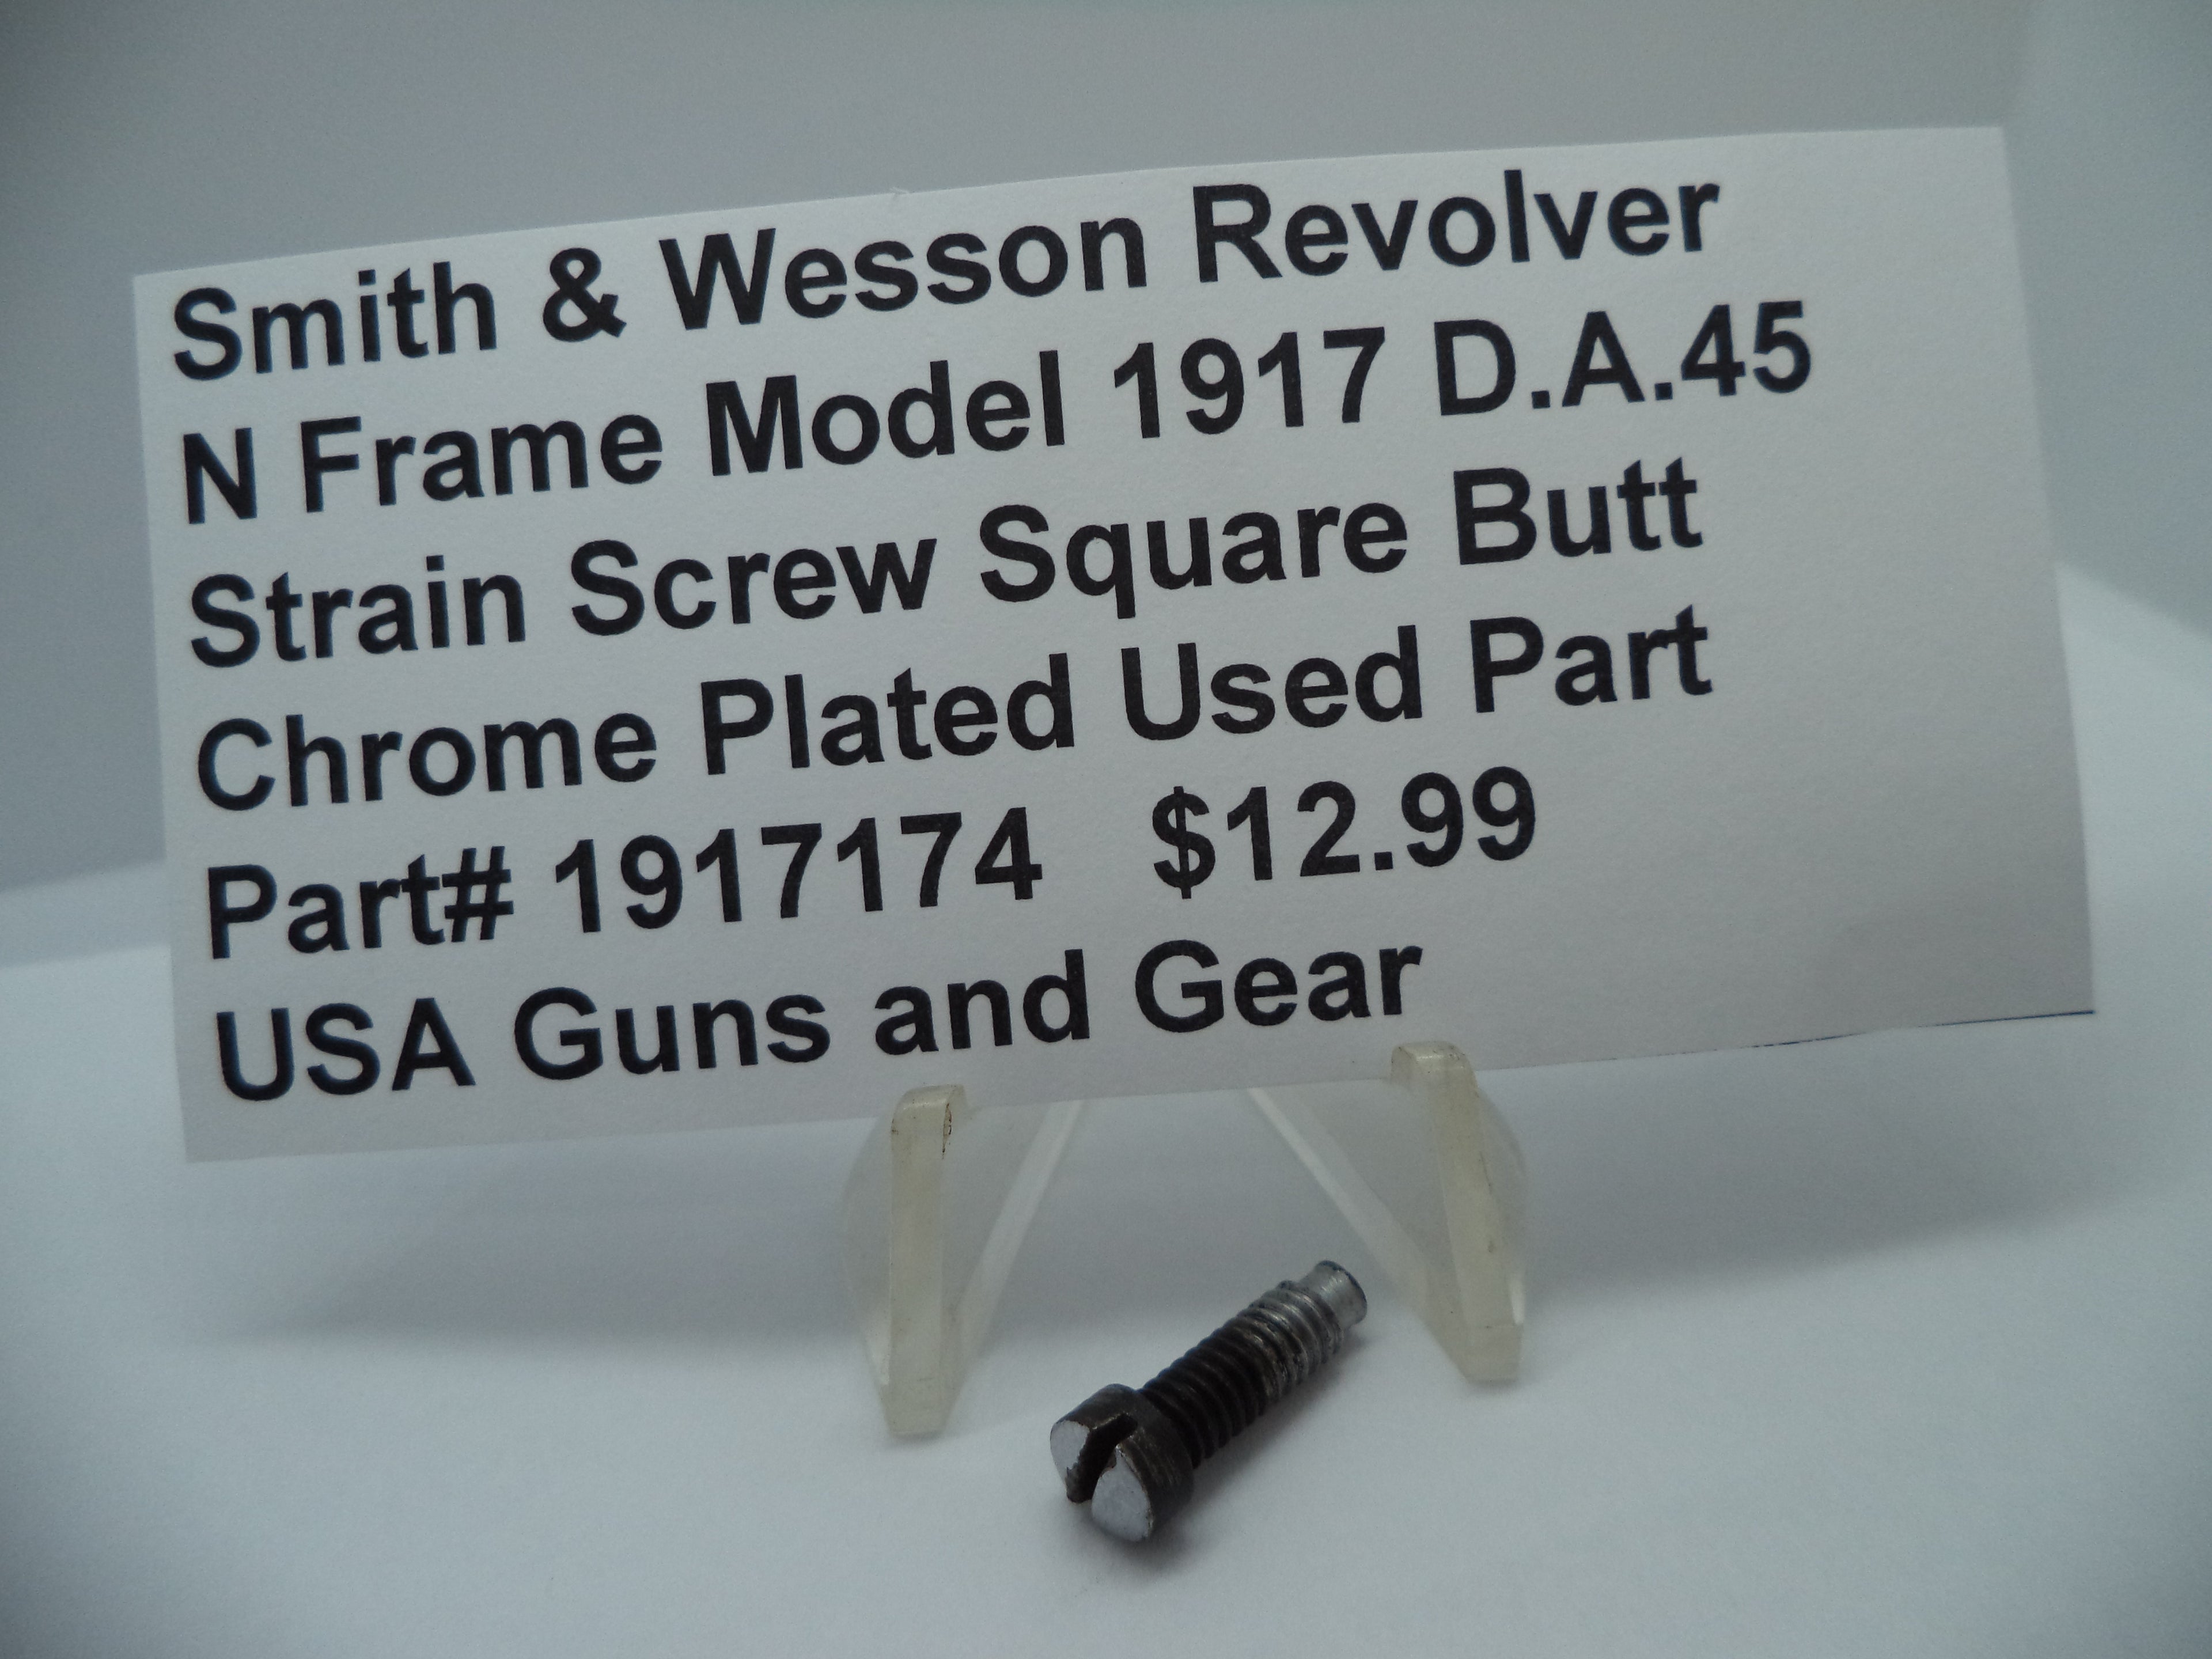 Smith & Wesson Revolver
N Frame Model 1917 D.A.45
Strain Screw Square Butt
Chrome Plated Used Part
Part# 1917174 $12.99
USA Guns and Gear